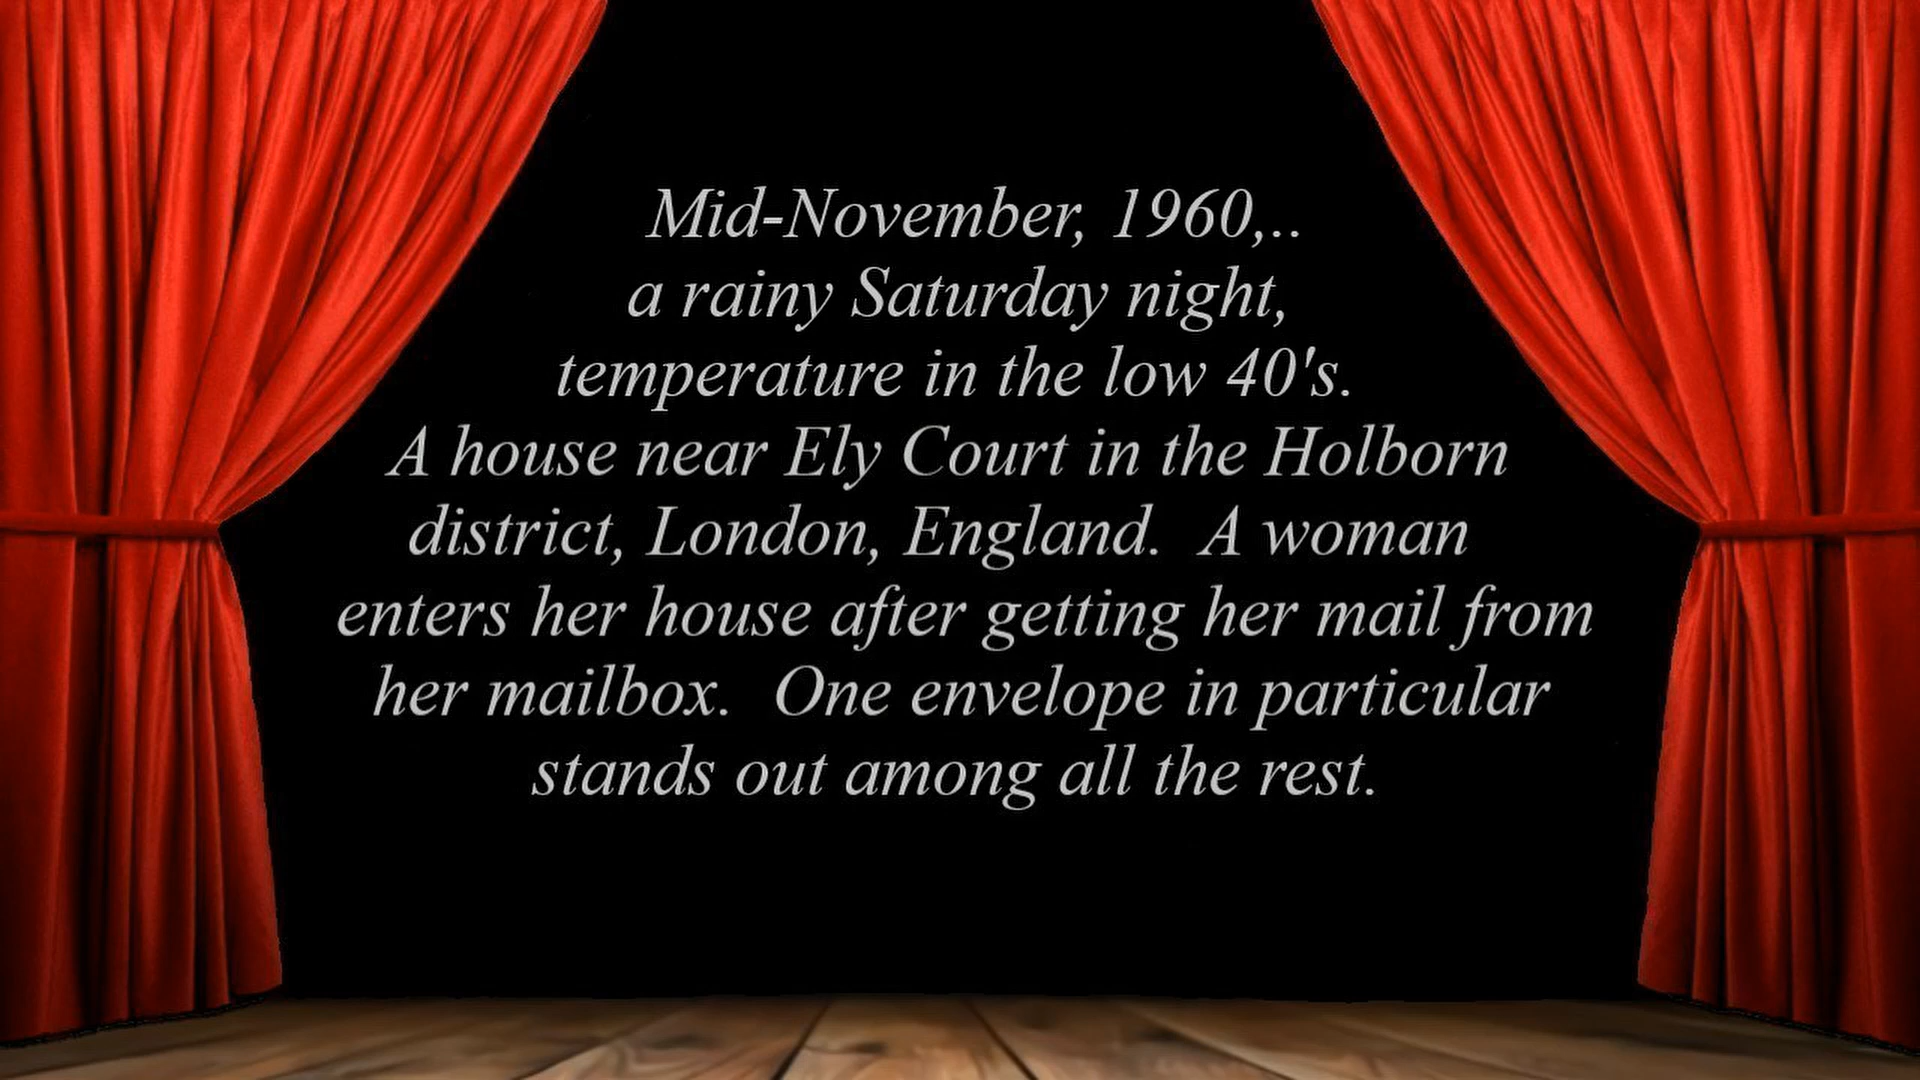 Mid-November, 1960,..
a rainy Saturday night,
temperature in the low 40's.
A house near Ely Court in the Holborn
district, London, England.  A woman
enters her house after getting her mail from
her mailbox.  One envelope in particular
stands out among all the rest.